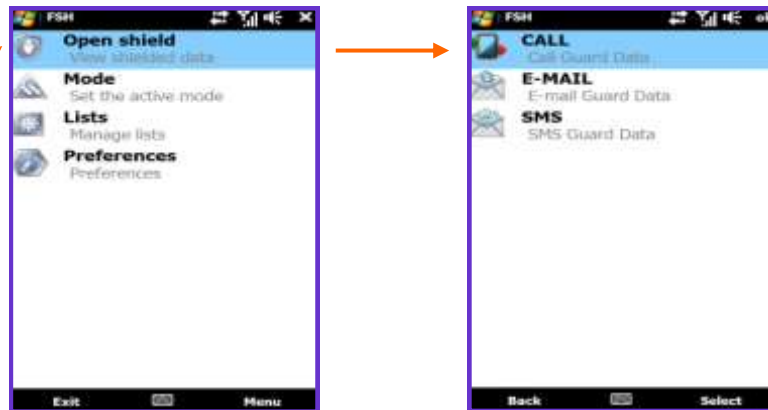 FSH
Open shield
View shielded data
Mode
Set the active mode
Lists
Manage lists
Preferences
Preferences
Exit
Menu
FSH
ok
CALL
Call Guard Data
E-MAIL
E-mail Guard Data
SMS
SMS Guard Data
Back
Select